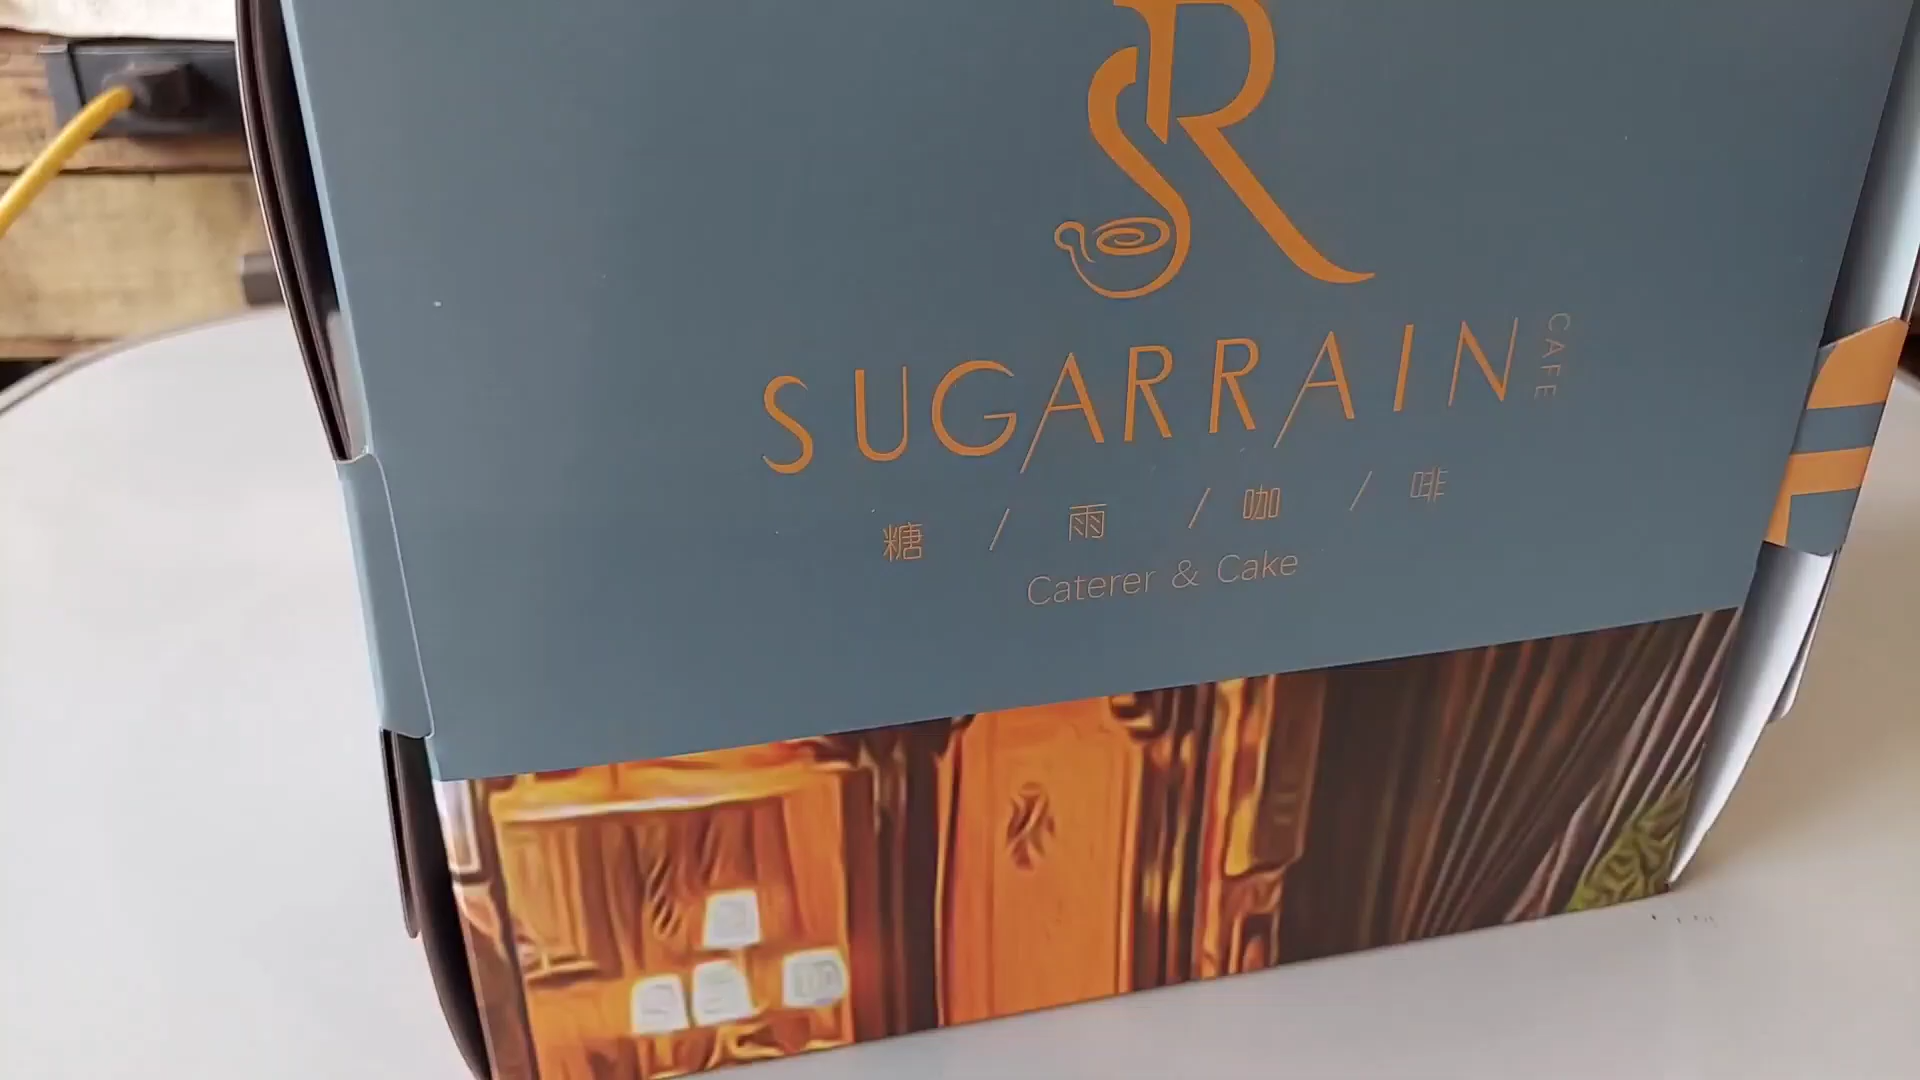 SR
SUGARRAIN CAFE
糖 / 雨 / 咖 / 啡
Caterer & Cake